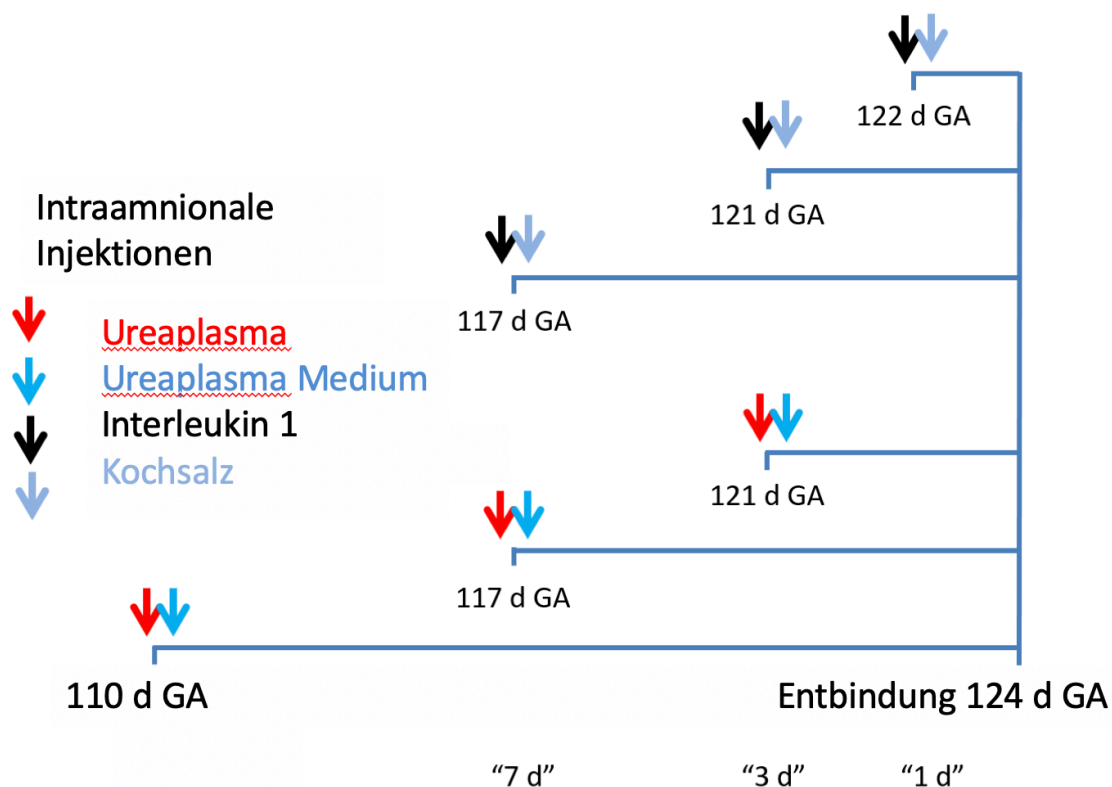 122 d GA
121 d GA
Intraamnionale
Injektionen
117 d GA
Ureaplasma
Ureaplasma Medium
Interleukin 1
Kochsalz
121 d GA
117 d GA
110 d GA
Entbindung 124 d GA
“7 d”
“3 d”
“1 d”